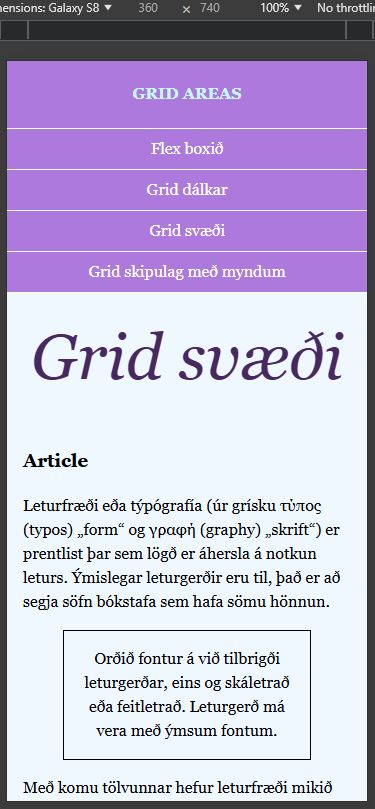 mensions: Galaxy S8 ▼ 360 × 740 100% ▼ No throttlin
GRID AREAS
Flex boxið
Grid dálkar
Grid svæði
Grid skipulag með myndum
Grid svæði
Article
Leturfræði eða týpógrafía (úr grísku τὐπος
(typos) „form“ og γραφὴ (graphy) „skrift“) er
prentlist þar sem lögð er áhersla á notkun
leturs. Ýmislegar leturgerðir eru til, það er að
segja söfn bókstafa sem hafa sömu hönnun.
Orðið fontur á við tilbrigði
leturgerðar, eins og skáletrað
eða feitletrað. Leturgerð má
vera með ýmsum fontum.
Með komu tölvunnar hefur leturfræði mikið